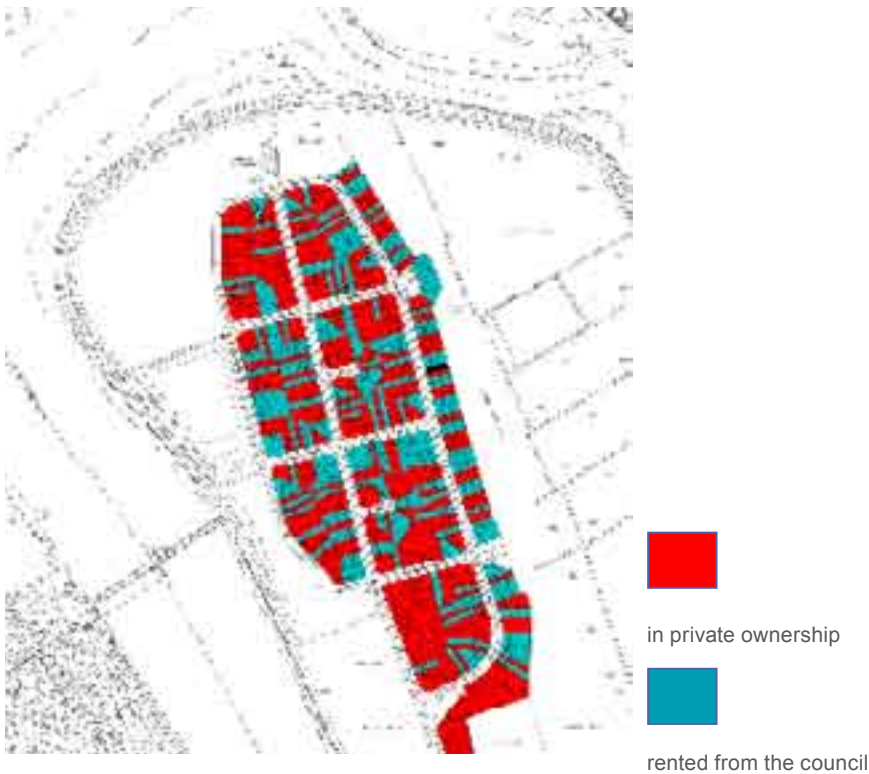 in private ownership
rented from the council